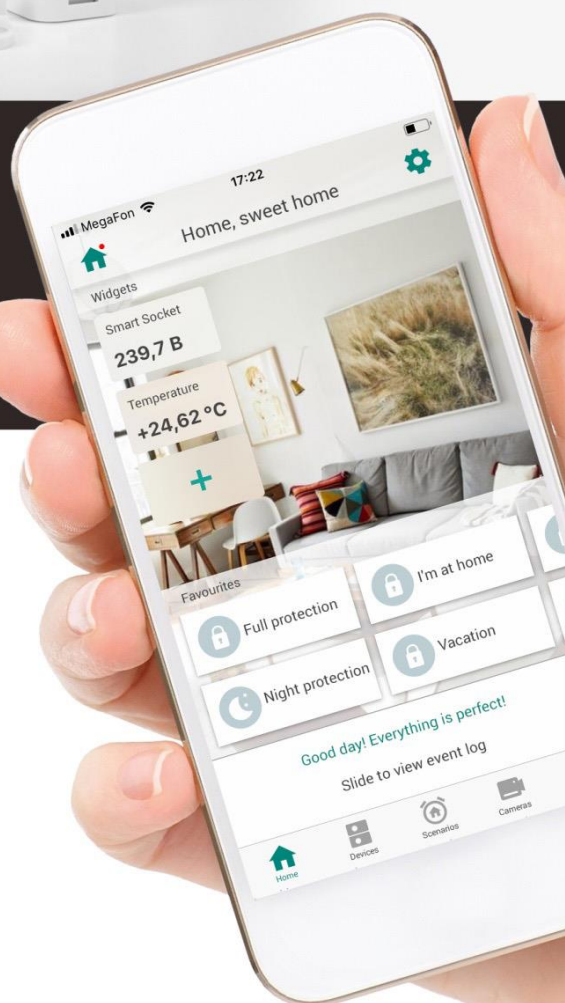 MegaFon
17:22
Home, sweet home
Widgets
Smart Socket
239,7 В
Temperature
+24,62 °C
+
Favourites
Full protection
I'm at home
Night protection
Vacation
Good day! Everything is perfect!
Slide to view event log
Home
Devices
Scenarios
Cameras